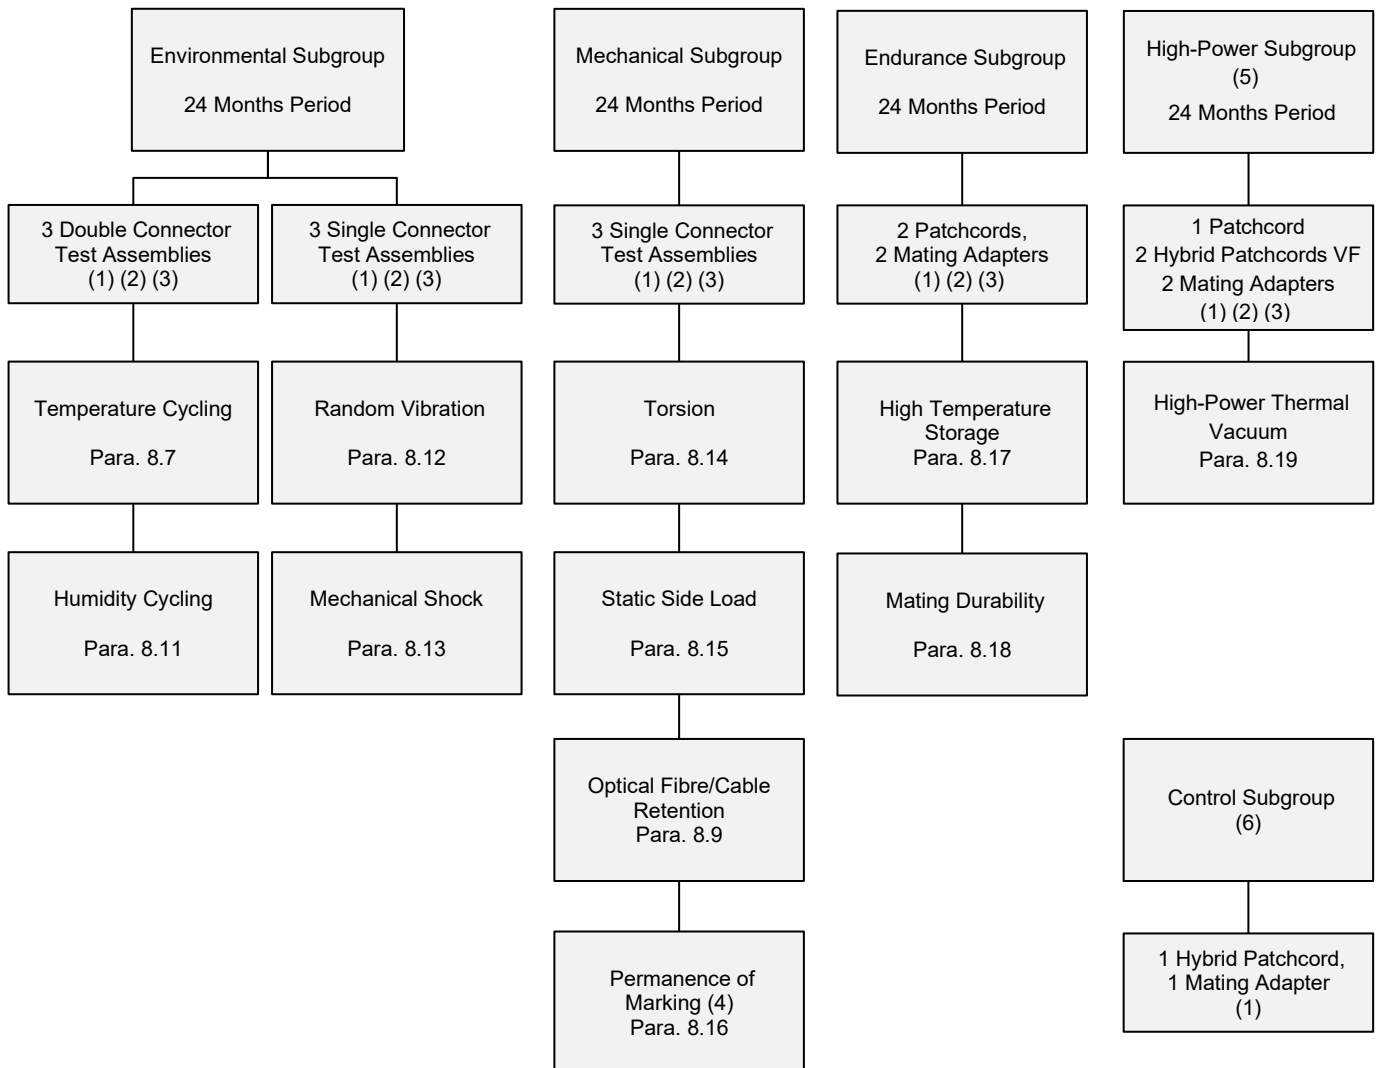 Environmental Subgroup
24 Months Period
Mechanical Subgroup
24 Months Period
Endurance Subgroup
24 Months Period
High-Power Subgroup
(5)
24 Months Period
3 Double Connector
Test Assemblies
(1) (2) (3)
3 Single Connector
Test Assemblies
(1) (2) (3)
3 Single Connector
Test Assemblies
(1) (2) (3)
2 Patchcords,
2 Mating Adapters
(1) (2) (3)
1 Patchcord
2 Hybrid Patchcords VF
2 Mating Adapters
(1) (2) (3)
Temperature Cycling
Para. 8.7
Random Vibration
Para. 8.12
Torsion
Para. 8.14
High Temperature
Storage
Para. 8.17
High-Power Thermal
Vacuum
Para. 8.19
Humidity Cycling
Para. 8.11
Mechanical Shock
Para. 8.13
Static Side Load
Para. 8.15
Mating Durability
Para. 8.18
Optical Fibre/Cable
Retention
Para. 8.9
Control Subgroup
(6)
Permanence of
Marking (4)
Para. 8.16
1 Hybrid Patchcord,
1 Mating Adapter
(1)